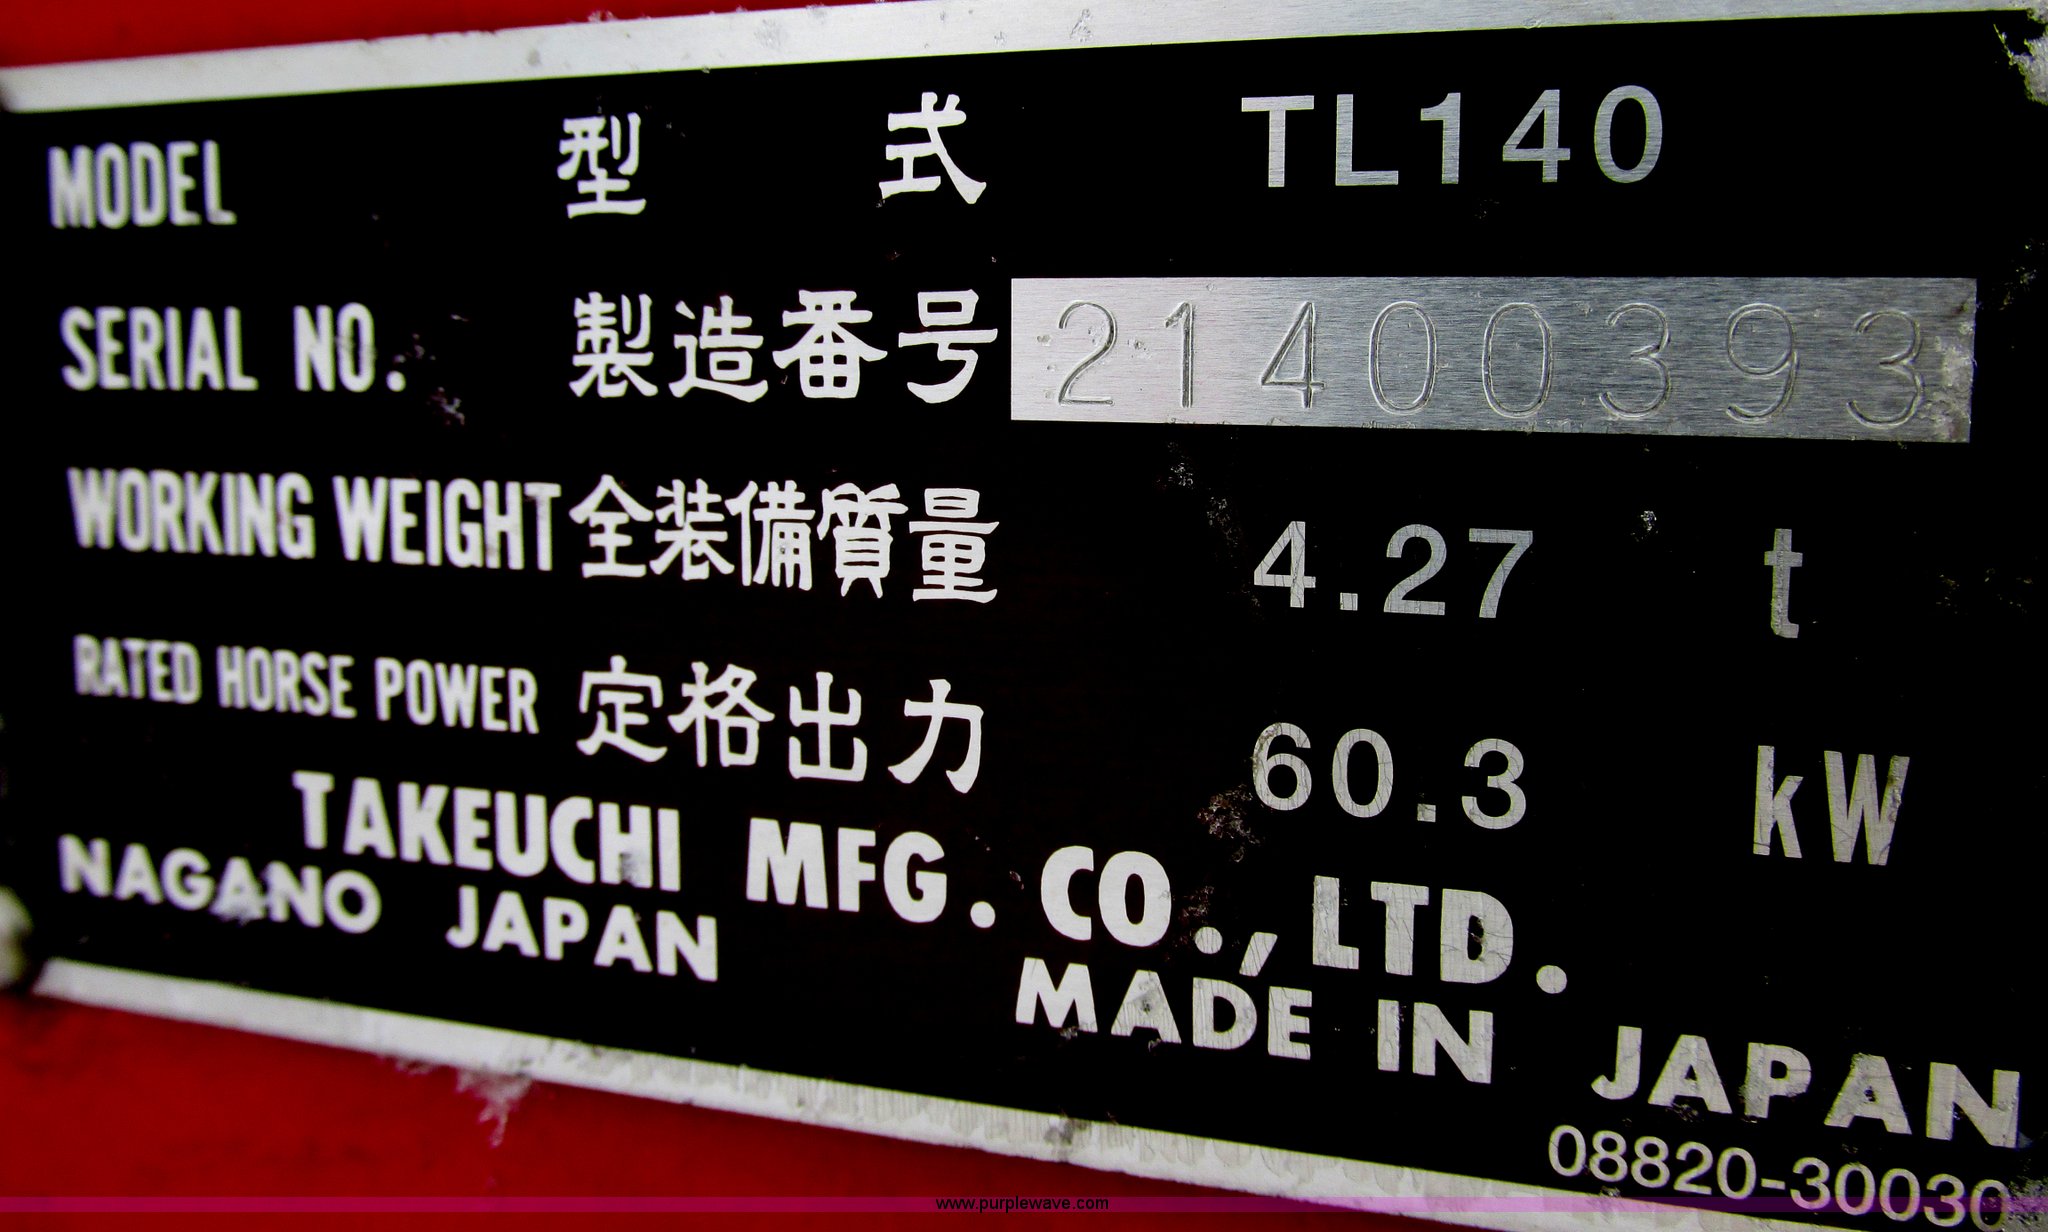 MODEL 型式 TL140
SERIAL NO. 製造番号 21400393
WORKING WEIGHT 全装備質量 4.27 t
RATED HORSE POWER 定格出力 60.3 kW
TAKEUCHI MFG. CO., LTD.
NAGANO JAPAN
MADE IN JAPAN
08820-30030
www.purplewave.com